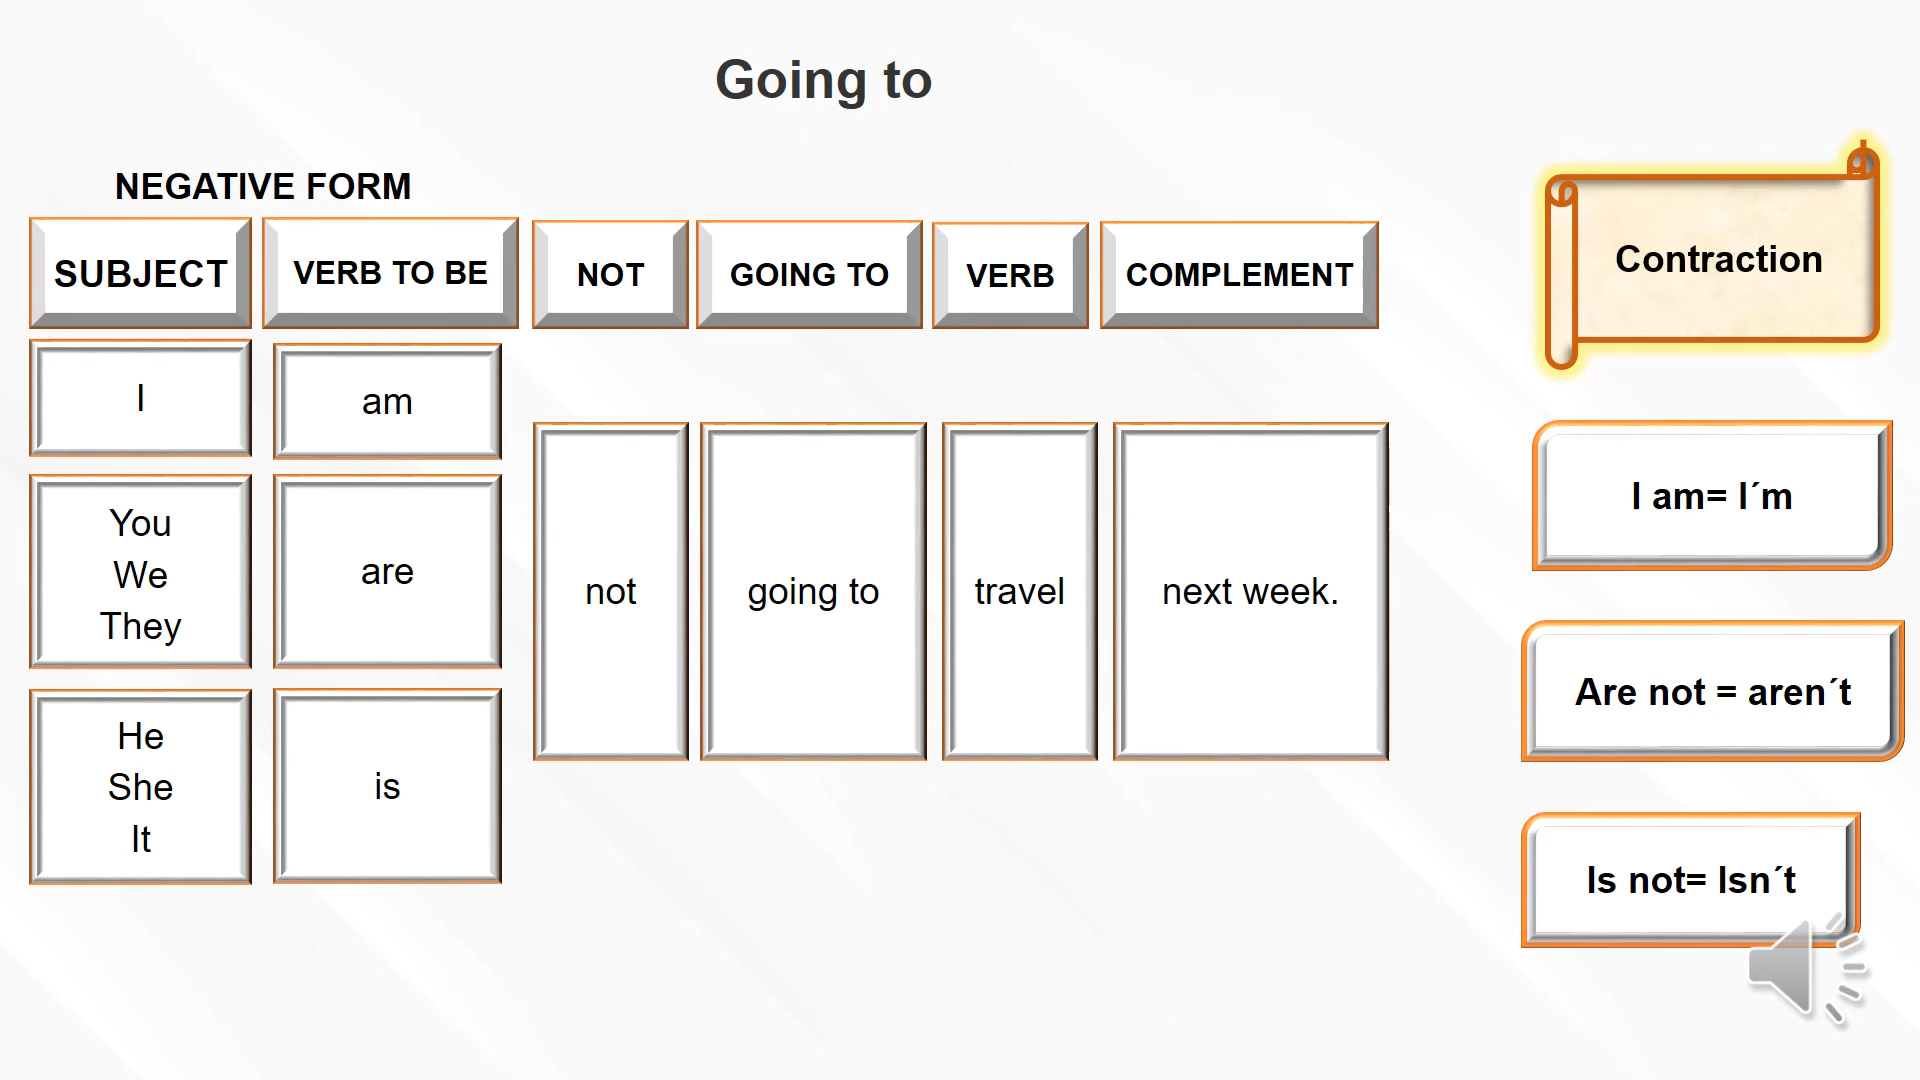 Going to
NEGATIVE FORM
SUBJECT
VERB TO BE
NOT
GOING TO
VERB
COMPLEMENT
I
am
You
We
They
are
He
She
It
is
not
going to
travel
next week.
Contraction
I am= I´m
Are not = aren´t
Is not= Isn´t